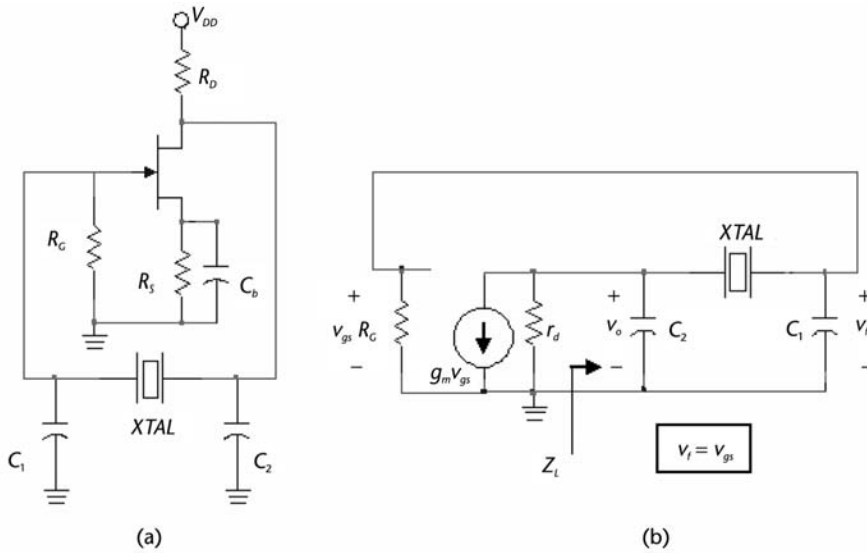 V_DD
R_D
R_G
R_S
C_b
XTAL
C_1
C_2
(a)
XTAL
+
v_gs R_G
−
g_m v_gs
r_d
+
v_o
−
C_2
C_1
+
v_f
−
Z_L
v_f = v_gs
(b)